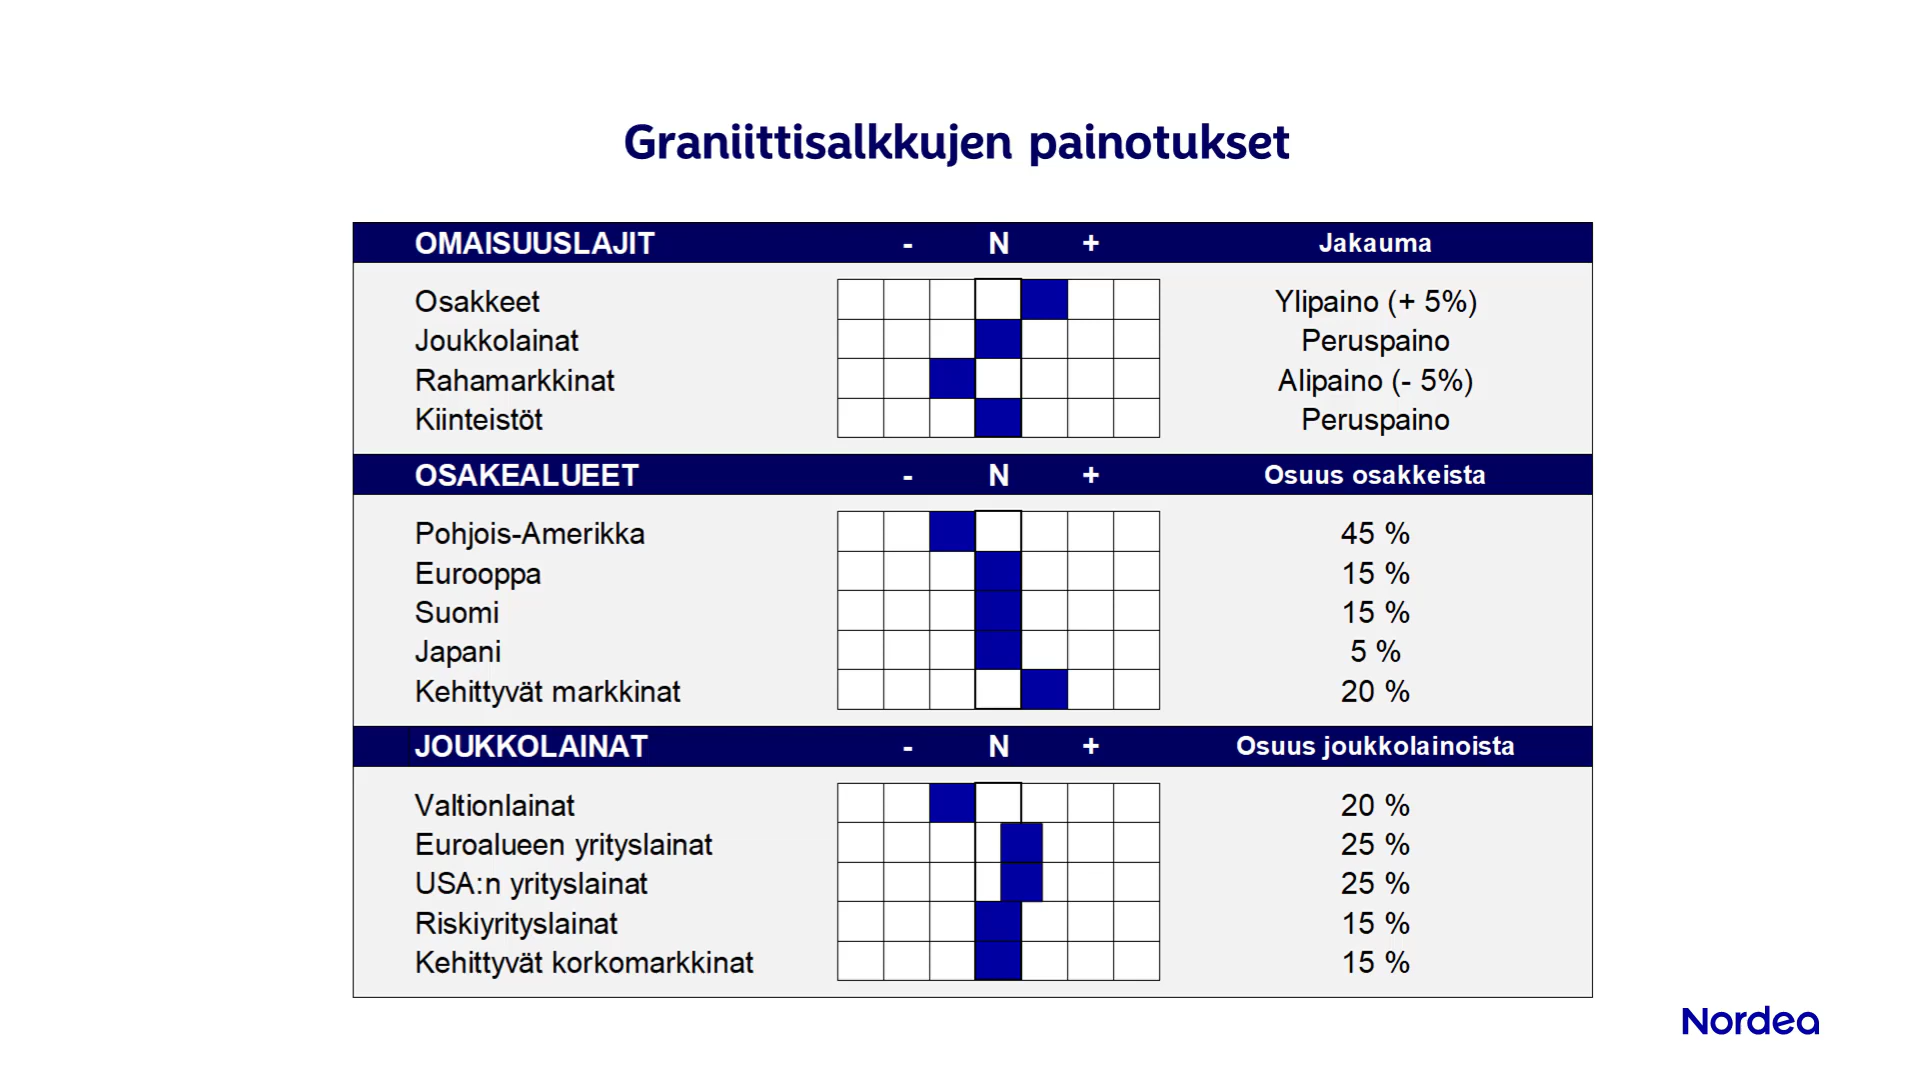 Graniittisalkkujen painotukset
OMAISUUSLAJIT - N + Jakauma
Osakkeet Ylipaino (+ 5%)
Joukkolainat Peruspaino
Rahamarkkinat Alipaino (- 5%)
Kiinteistöt Peruspaino
OSAKEALUEET - N + Osuus osakkeista
Pohjois-Amerikka 45 %
Eurooppa 15 %
Suomi 15 %
Japani 5 %
Kehittyvät markkinat 20 %
JOUKKOLAINAT - N + Osuus joukkolainoista
Valtionlainat 20 %
Euroalueen yrityslainat 25 %
USA:n yrityslainat 25 %
Riskiyrityslainat 15 %
Kehittyvät korkomarkkinat 15 %
Nordea